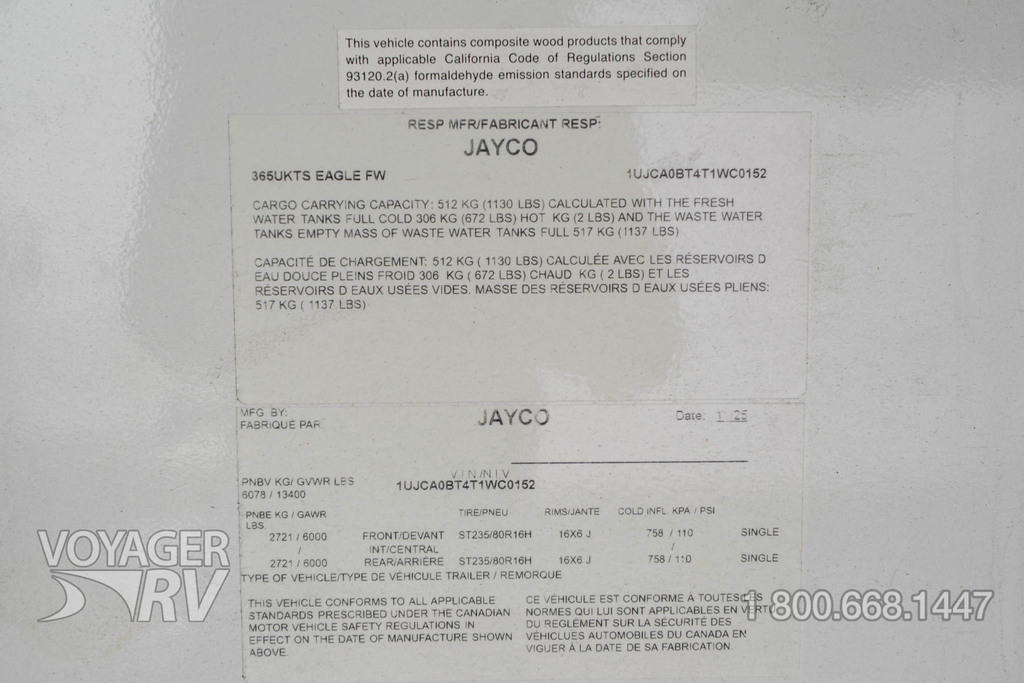 This vehicle contains composite wood products that comply
with applicable California Code of Regulations Section
93120.2(a) formaldehyde emission standards specified on
the date of manufacture.
RESP MFR/FABRICANT RESP:
JAYCO
365UKTS EAGLE FW 1UJCA0BT4T1WC0152
CARGO CARRYING CAPACITY: 512 KG (1130 LBS) CALCULATED WITH THE FRESH
WATER TANKS FULL COLD 306 KG (672 LBS) HOT KG (2 LBS) AND THE WASTE WATER
TANKS EMPTY MASS OF WASTE WATER TANKS FULL 517 KG (1137 LBS)
CAPACITÉ DE CHARGEMENT: 512 KG ( 1130 LBS) CALCULÉE AVEC LES RÉSERVOIRS D
EAU DOUCE PLEINS FROID 306 KG ( 672 LBS) CHAUD KG ( 2 LBS) ET LES
RÉSERVOIRS D EAUX USÉES VIDES. MASSE DES RÉSERVOIRS D EAUX USÉES PLIENS:
517 KG ( 1137 LBS)
MFG BY: JAYCO Date: /25
FABRIQUÉ PAR
V I N /N I V
PNBV KG/ GVWR LBS 1UJCA0BT4T1WC0152
6078 / 13400
PNBE KG / GAWR TIRE/PNEU RIMS/JANTE COLD INFL KPA / PSI
LBS.
2721 / 6000 FRONT/DEVANT ST235/80R16H 16X6 J 758 / 110 SINGLE
/ INT/CENTRAL /
2721 / 6000 REAR/ARRIÈRE ST235/80R16H 16X6 J 758 / 110 SINGLE
TYPE OF VEHICLE/TYPE DE VÉHICULE TRAILER / REMORQUE
THIS VEHICLE CONFORMS TO ALL APPLICABLE
STANDARDS PRESCRIBED UNDER THE CANADIAN
MOTOR VEHICLE SAFETY REGULATIONS IN
EFFECT ON THE DATE OF MANUFACTURE SHOWN
ABOVE.
CE VÉHICULE EST CONFORME À TOUTES LES
NORMES QUI LUI SONT APPLICABLES EN VERTU
DU REGLEMENT SUR LA SÉCURITÉ DES
VÉHICLUES AUTOMOBILES DU CANADA EN
VIGUER À LA DATE DE SA FABRICATION.
VOYAGER
RV
1 800.668.1447